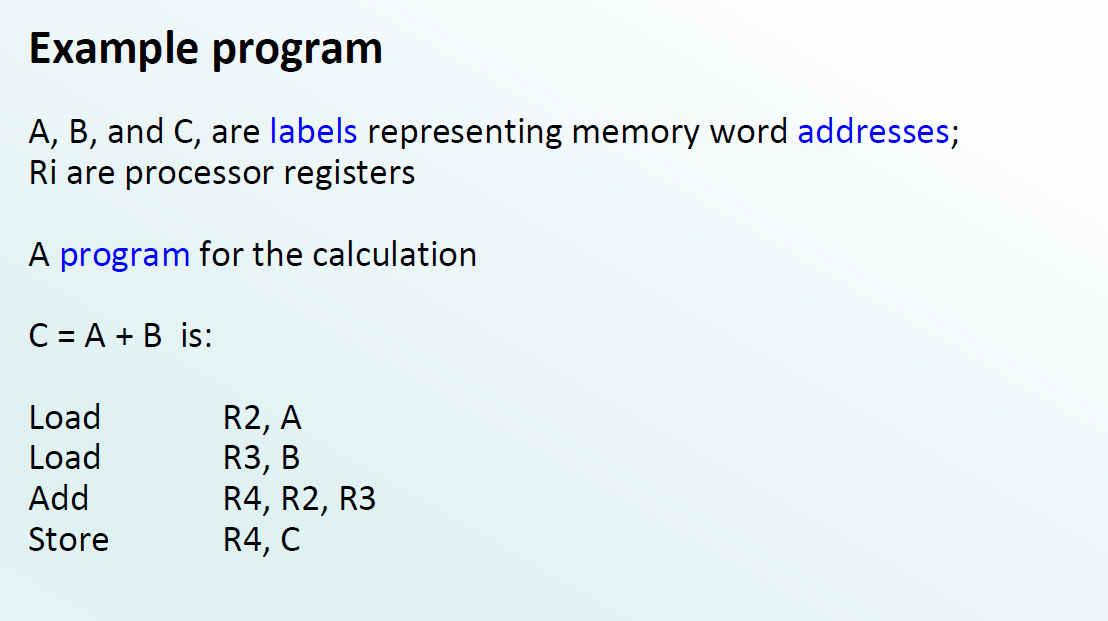 Example program
A, B, and C, are labels representing memory word addresses;
Ri are processor registers
A program for the calculation
C = A + B is:
Load R2, A
Load R3, B
Add R4, R2, R3
Store R4, C